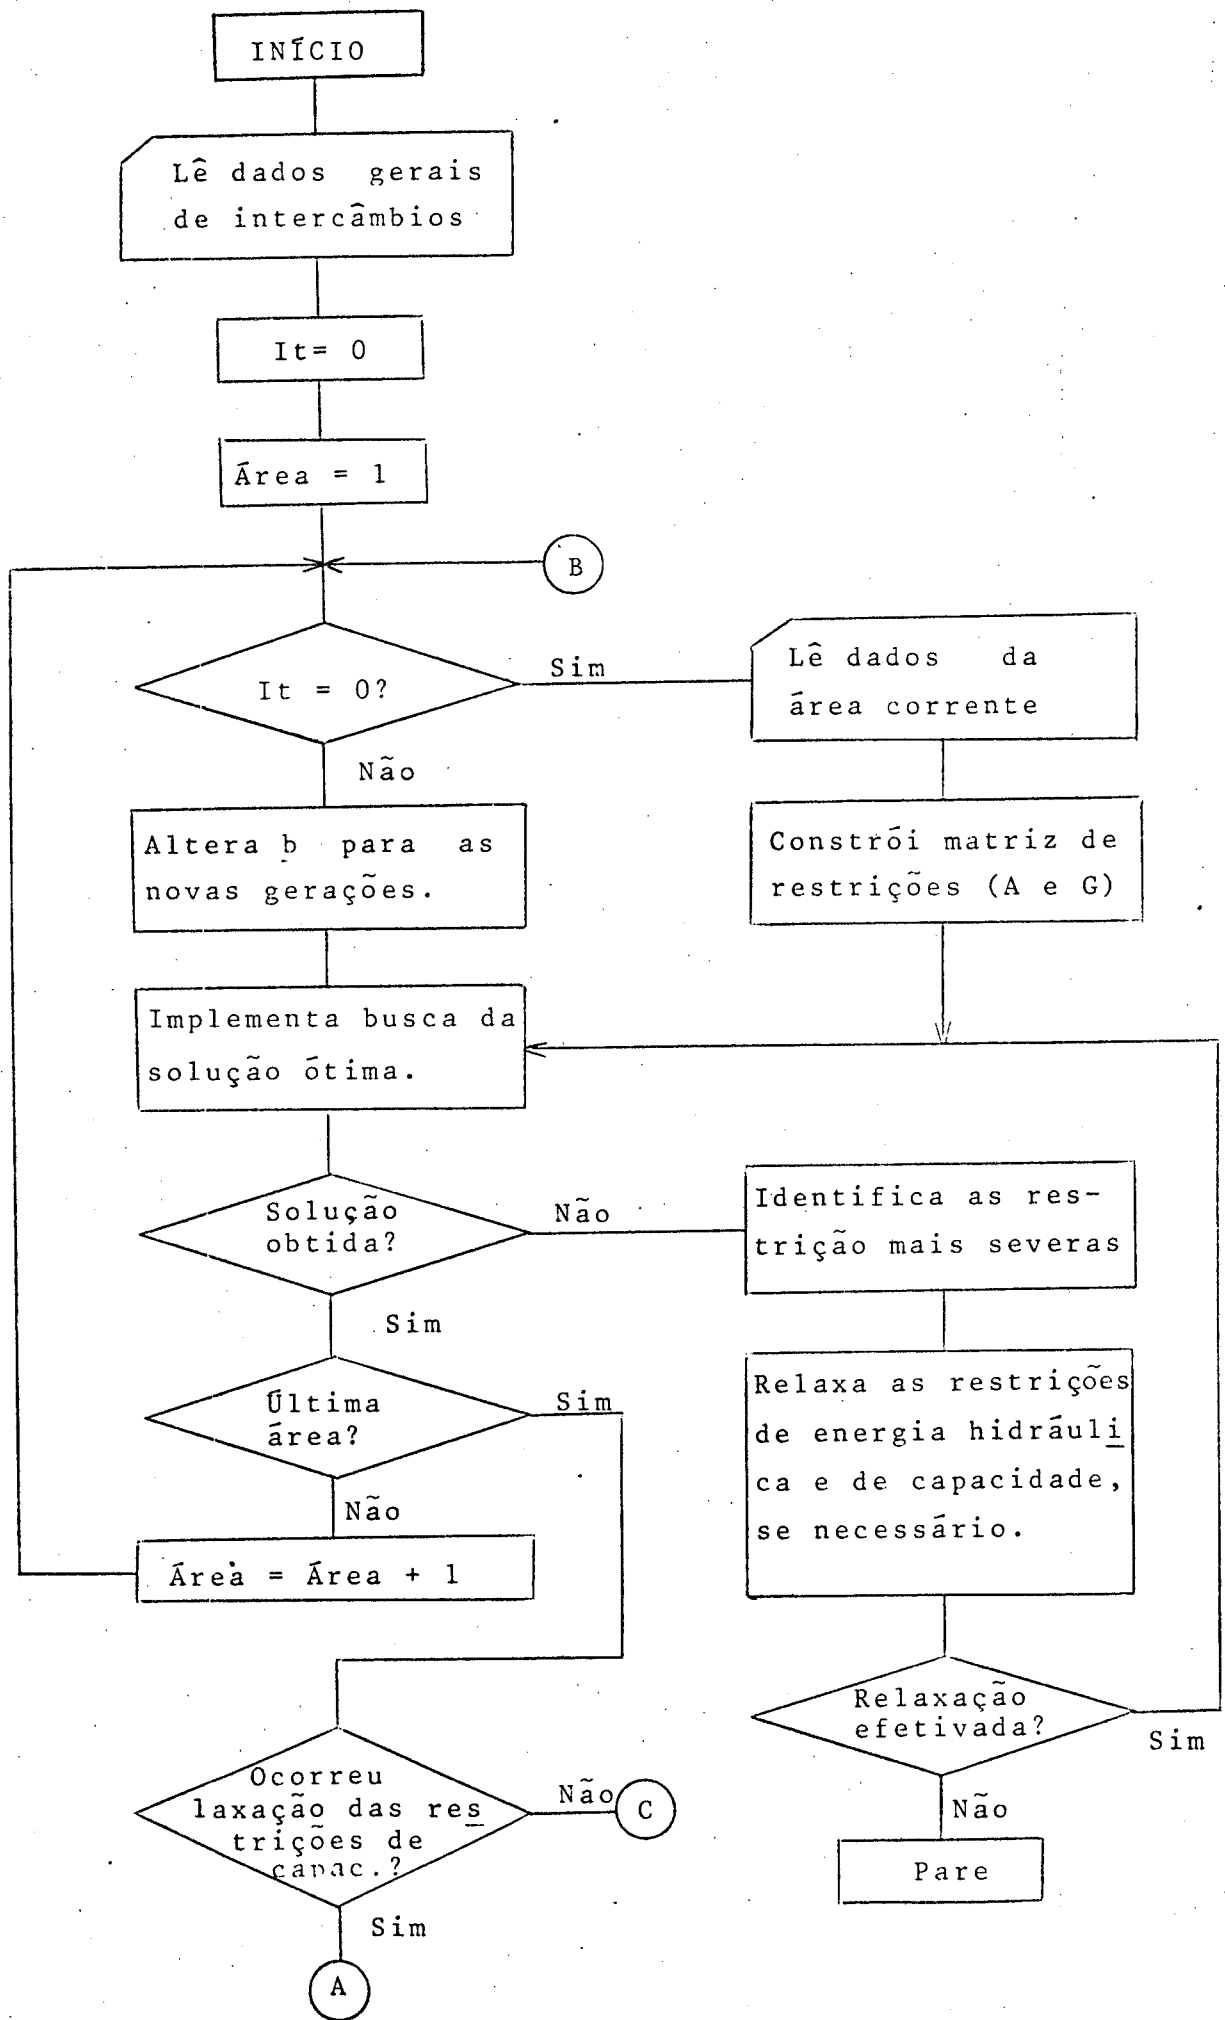 INÍCIO
Lê dados gerais
de intercâmbios
It= 0
Área = 1
B
It = 0?
Sim
Lê dados da
área corrente
Não
Altera b para as
novas gerações.
Constrói matriz de
restrições (A e G)
Implementa busca da
solução ótima.
Solução
obtida?
Não
Identifica as res-
trição mais severas
Sim
Relaxa as restrições
de energia hidráuli
ca e de capacidade,
se necessário.
Última
área?
Sim
Não
Área = Área + 1
Relaxação
efetivada?
Sim
Ocorreu
laxação das res
trições de
capac.?
Não
C
Não
Pare
Sim
A